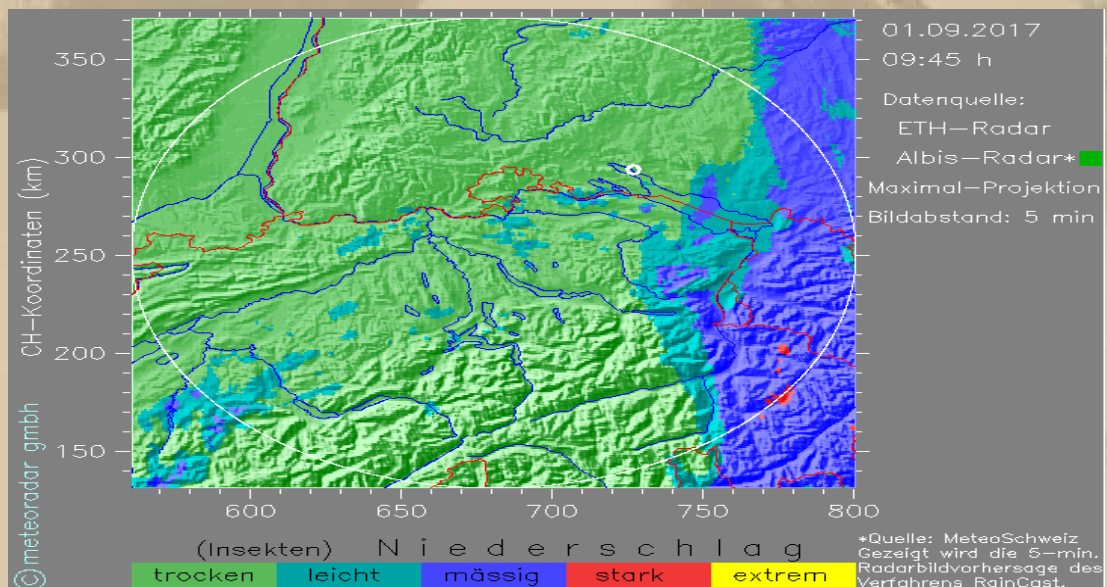 01.09.2017
09:45 h
Datenquelle:
ETH-Radar
Albis-Radar*
Maximal-Projektion
Bildabstand: 5 min
CH-Koordinaten (km)
350
300
250
200
150
600
650
700
750
800
© meteoradar gmbh
(Insekten) Niederschlag
trocken leicht mässig stark extrem
*Quelle: MeteoSchweiz
Gezeigt wird die 5-min.
Radarbildvorhersage des
Verfahrens RainCast.